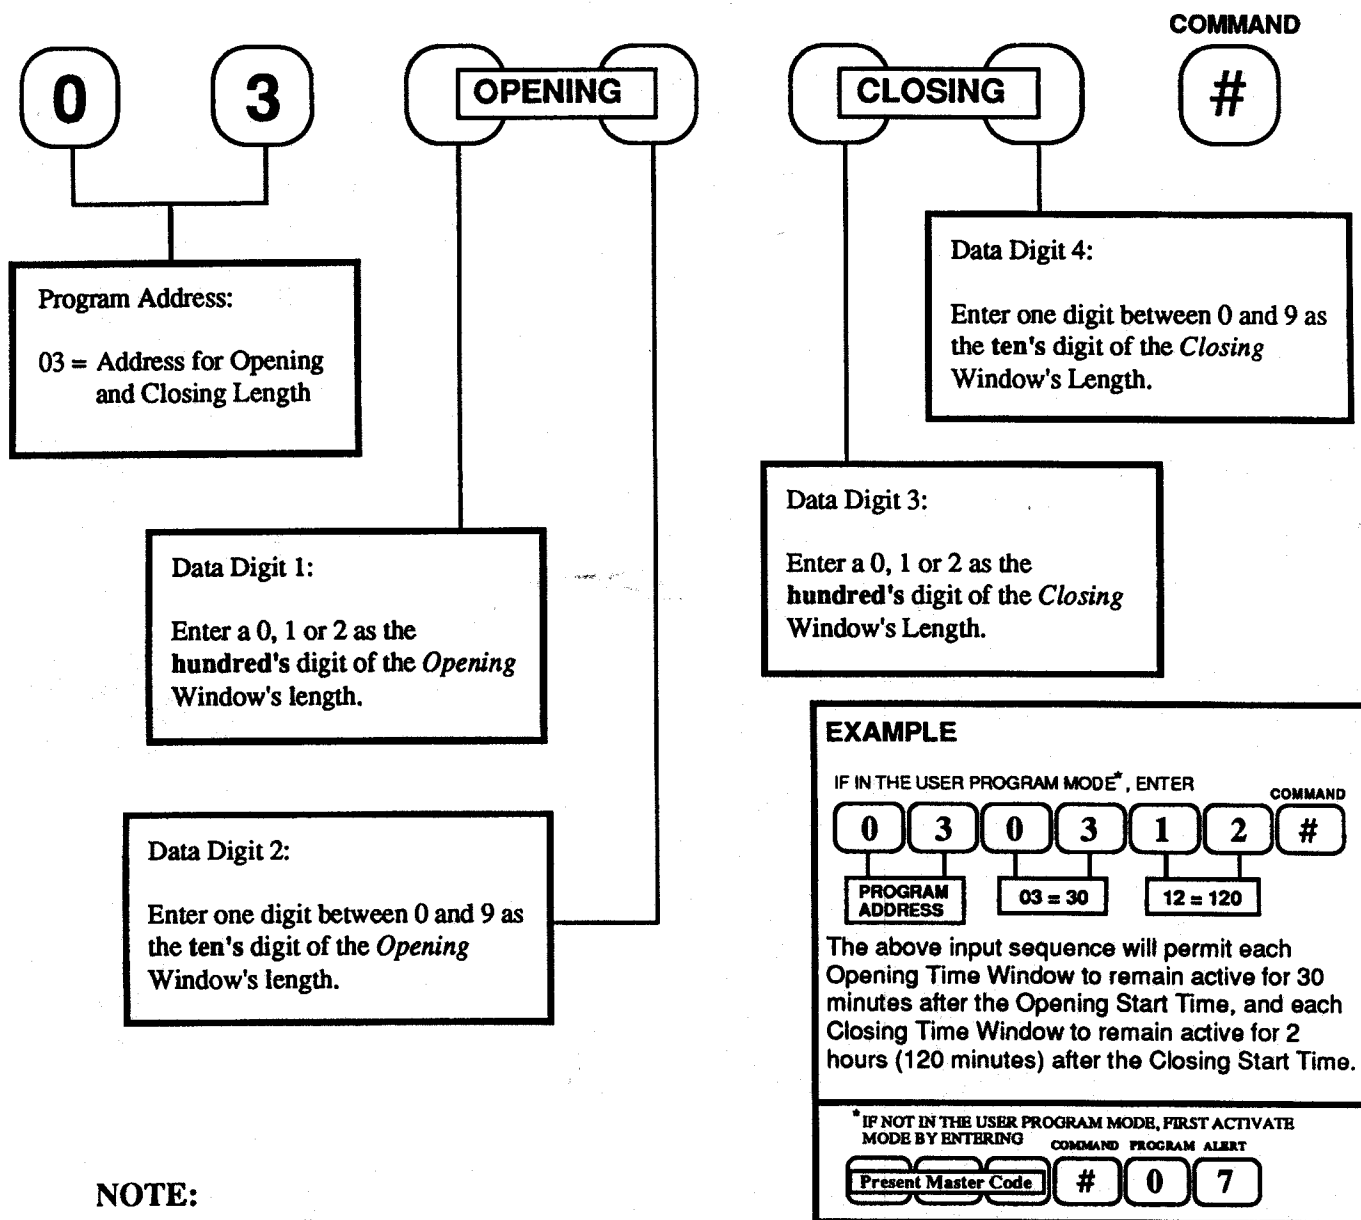 COMMAND
0 3 OPENING CLOSING #
Program Address:
03 = Address for Opening
and Closing Length
Data Digit 4:
Enter one digit between 0 and 9 as
the ten's digit of the Closing
Window's Length.
Data Digit 3:
Enter a 0, 1 or 2 as the
hundred's digit of the Closing
Window's Length.
Data Digit 1:
Enter a 0, 1 or 2 as the
hundred's digit of the Opening
Window's length.
Data Digit 2:
Enter one digit between 0 and 9 as
the ten's digit of the Opening
Window's length.
EXAMPLE
IF IN THE USER PROGRAM MODE*, ENTER
COMMAND
0 3 0 3 1 2 #
PROGRAM
ADDRESS
03 = 30
12 = 120
The above input sequence will permit each
Opening Time Window to remain active for 30
minutes after the Opening Start Time, and each
Closing Time Window to remain active for 2
hours (120 minutes) after the Closing Start Time.
*IF NOT IN THE USER PROGRAM MODE, FIRST ACTIVATE
MODE BY ENTERING
COMMAND PROGRAM ALERT
Present Master Code # 0 7
NOTE: